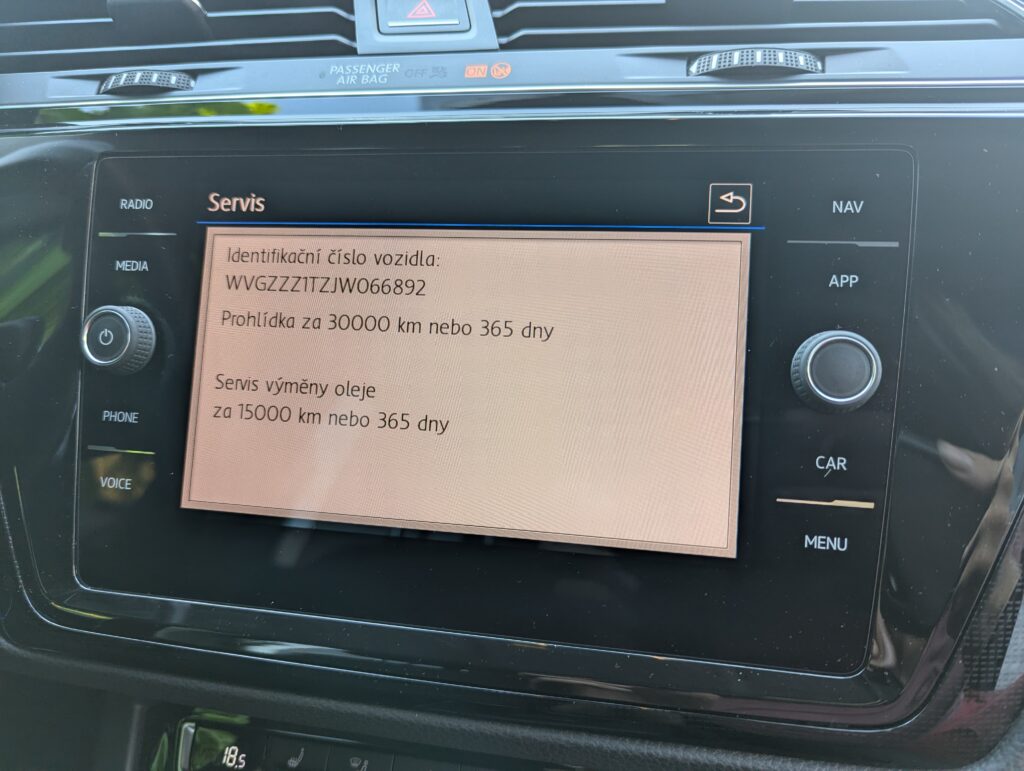 PASSENGER
AIR BAG
OFF
ON
RADIO
MEDIA
PHONE
VOICE
Servis
Identifikační číslo vozidla:
WVGZZZ1TZJW066892
Prohlídka za 30000 km nebo 365 dny
Servis výměny oleje
za 15000 km nebo 365 dny
NAV
APP
CAR
MENU
18.5